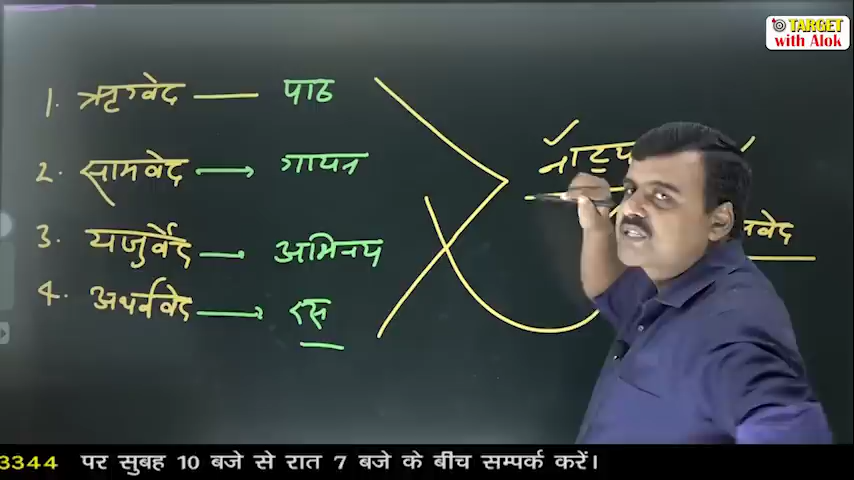 TARGET
with Alok
1. ऋग्वेद — पाठ
2. सामवेद → गायन
3. यजुर्वेद → अभिनय
4. अथर्ववेद → रस
3344 पर सुबह 10 बजे से रात 7 बजे के बीच सम्पर्क करें।